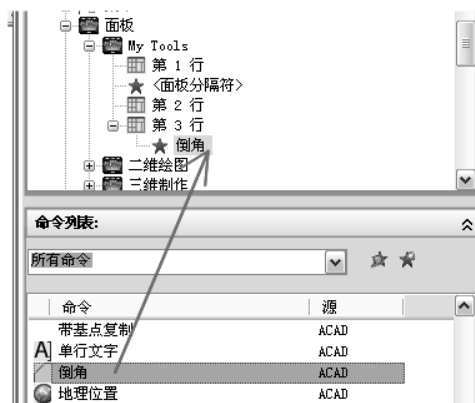 面板
My Tools
第 1 行
<面板分隔符>
第 2 行
第 3 行
倒角
二维绘图
三维制作
命令列表:
所有命令
命令 源
带基点复制 ACAD
A 单行文字 ACAD
倒角 ACAD
地理位置 ACAD